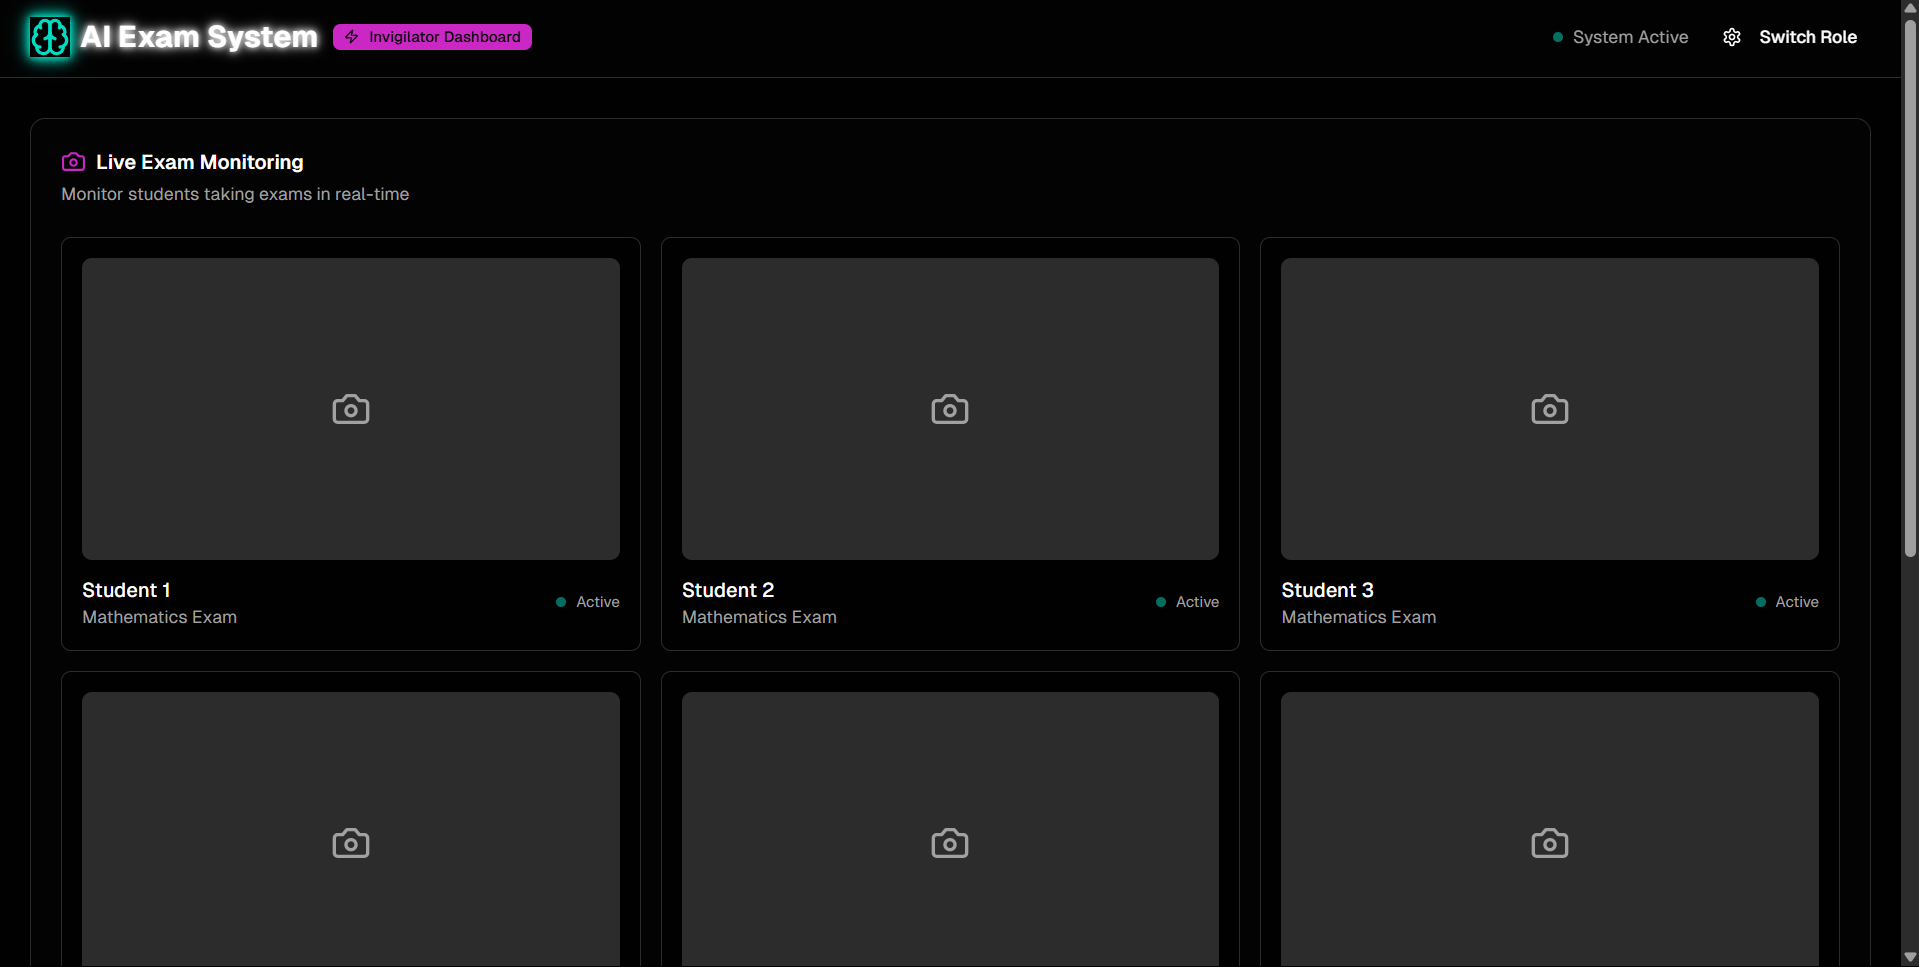 AI Exam System
Invigilator Dashboard
System Active
Switch Role
Live Exam Monitoring
Monitor students taking exams in real-time
Student 1
Mathematics Exam
Active
Student 2
Mathematics Exam
Active
Student 3
Mathematics Exam
Active